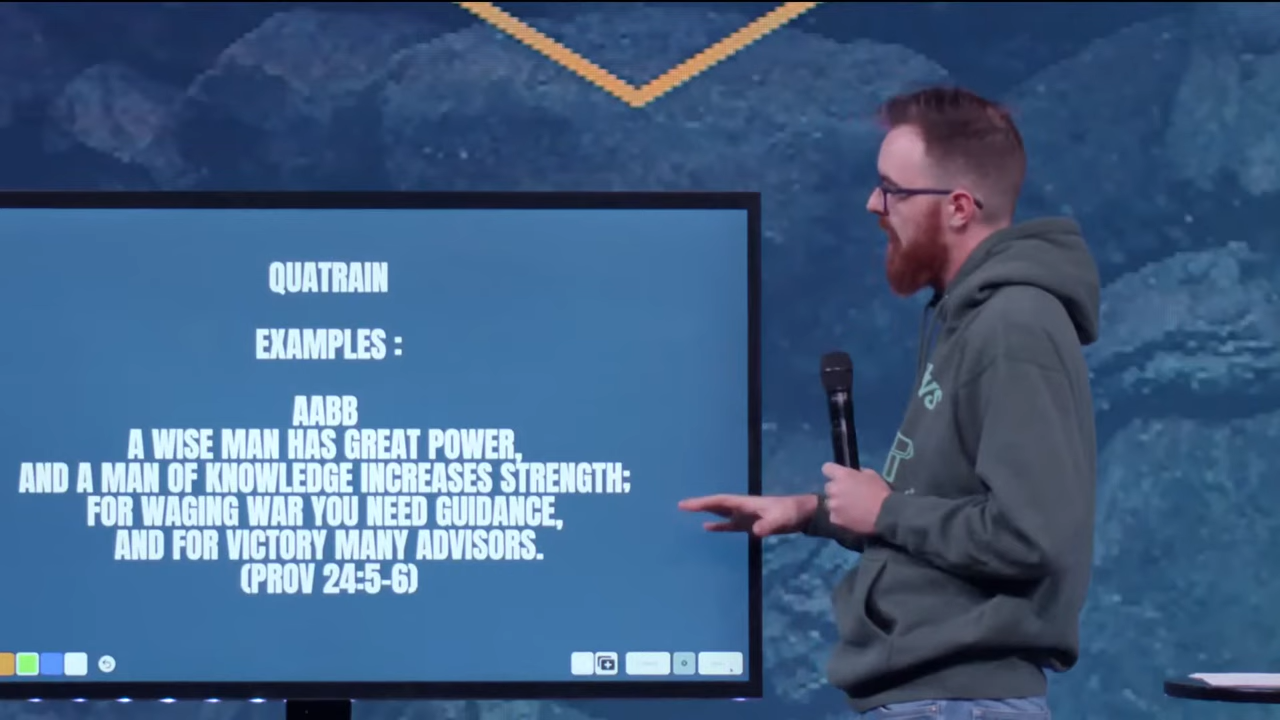 QUATRAIN
EXAMPLES :
AABB
A WISE MAN HAS GREAT POWER,
AND A MAN OF KNOWLEDGE INCREASES STRENGTH;
FOR WAGING WAR YOU NEED GUIDANCE,
AND FOR VICTORY MANY ADVISORS.
(PROV 24:5-6)